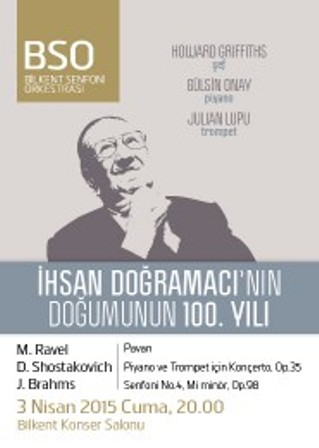 BSO
BİLKENT SENFONİ
ORKESTRASI
HOWARD GRIFFITHS
şef
GÜLSİN ONAY
piyano
JULIAN LUPU
trompet
İHSAN DOĞRAMACI'NIN
DOĞUMUNUN 100. YILI
M. Ravel Pavan
D. Shostakovich Piyano ve Trompet için Konçerto, Op.35
J. Brahms Senfoni No.4, Mi minör, Op.98
3 Nisan 2015 Cuma, 20.00
Bilkent Konser Salonu